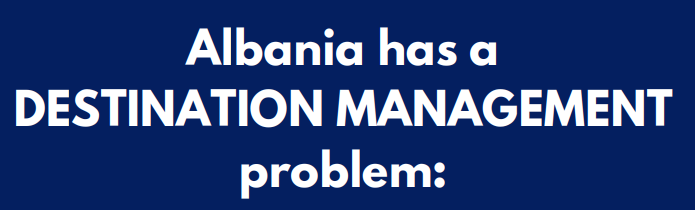 Albania has a
DESTINATION MANAGEMENT
problem: